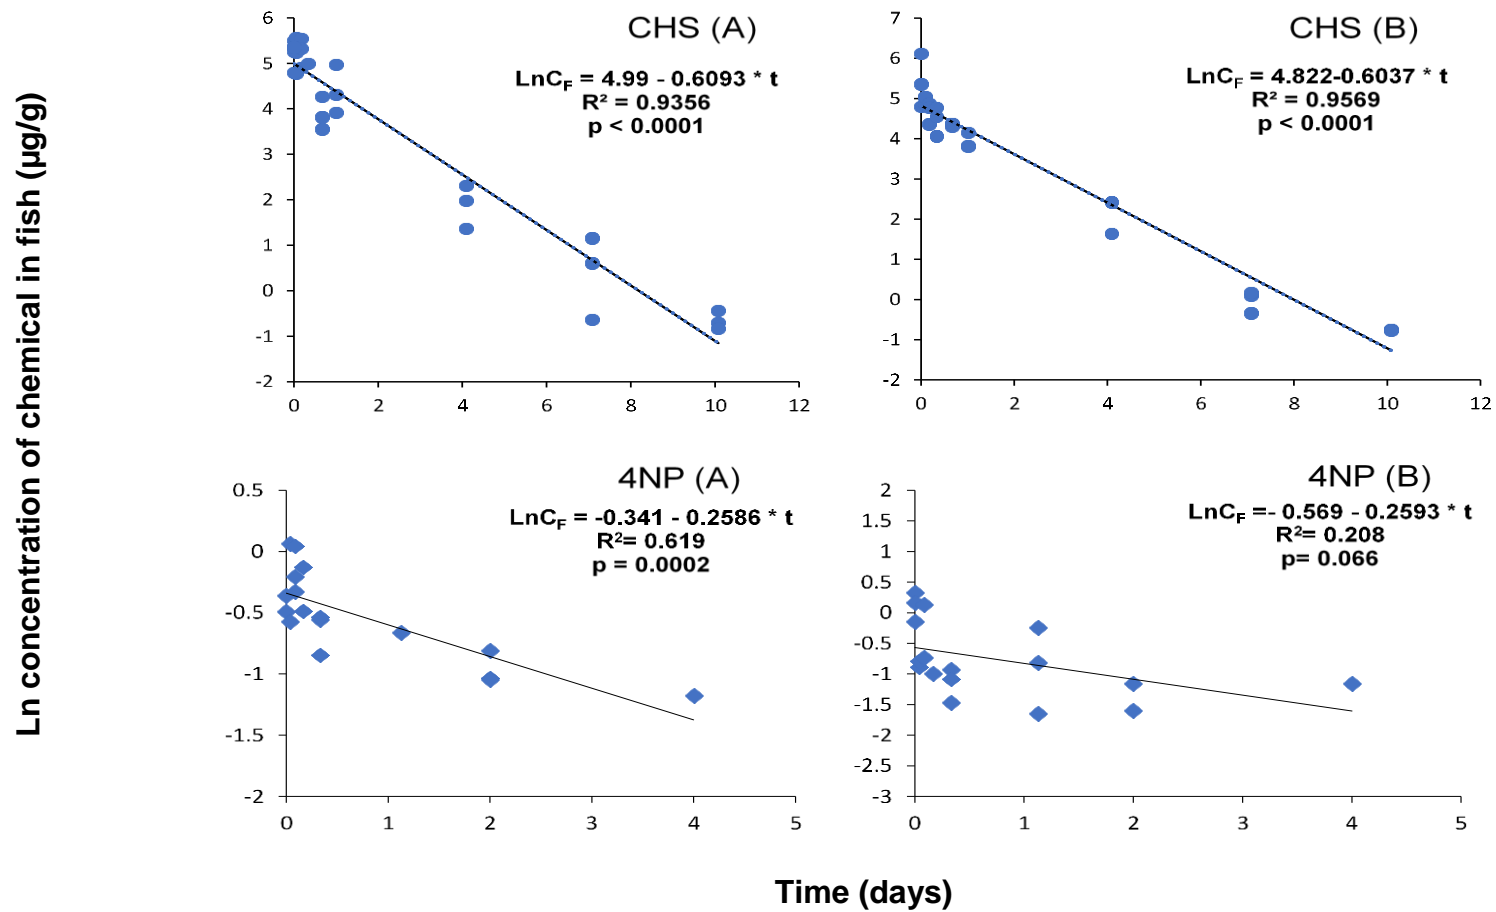 Ln concentration of chemical in fish (µg/g)
CHS (A)
LnC_F = 4.99 - 0.6093 * t
R² = 0.9356
p < 0.0001
6
5
4
3
2
1
0
-1
-2
0 2 4 6 8 10 12
CHS (B)
LnC_F = 4.822-0.6037 * t
R² = 0.9569
p < 0.0001
7
6
5
4
3
2
1
0
-1
-2
0 2 4 6 8 10 12
4NP (A)
LnC_F = -0.341 - 0.2586 * t
R²= 0.619
p = 0.0002
0.5
0
-0.5
-1
-1.5
-2
0 1 2 3 4 5
4NP (B)
LnC_F =- 0.569 - 0.2593 * t
R²= 0.208
p= 0.066
2
1.5
1
0.5
0
-0.5
-1
-1.5
-2
-2.5
-3
0 1 2 3 4 5
Time (days)